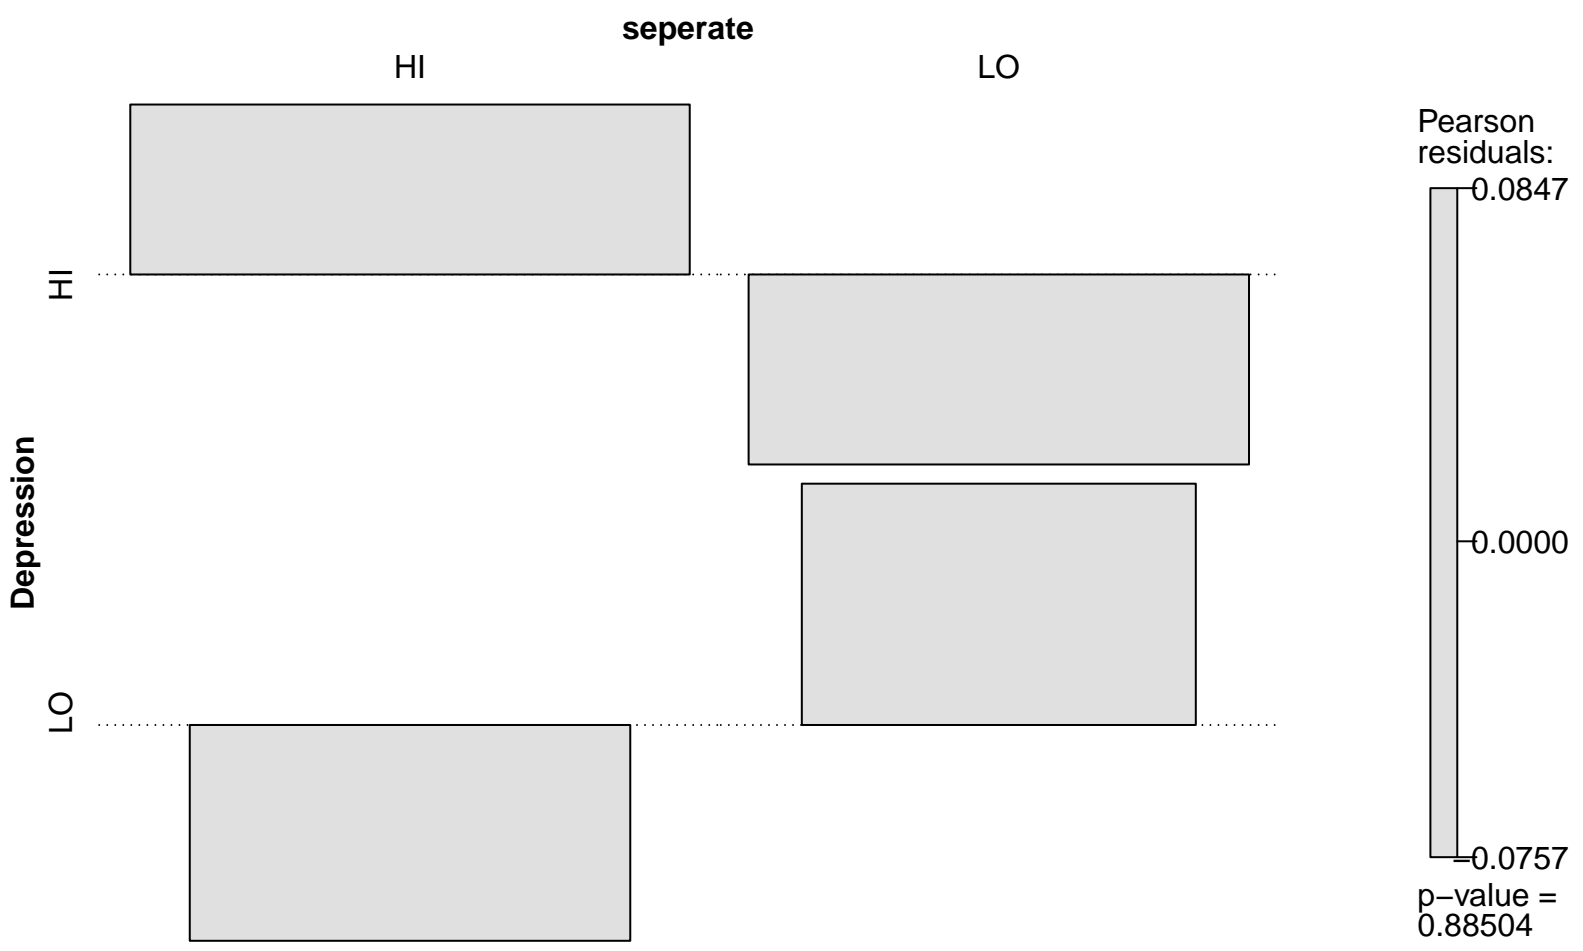 seperate
HI
LO
HI
LO
Depression
Pearson
residuals:
0.0847
0.0000
−0.0757
p−value =
0.88504